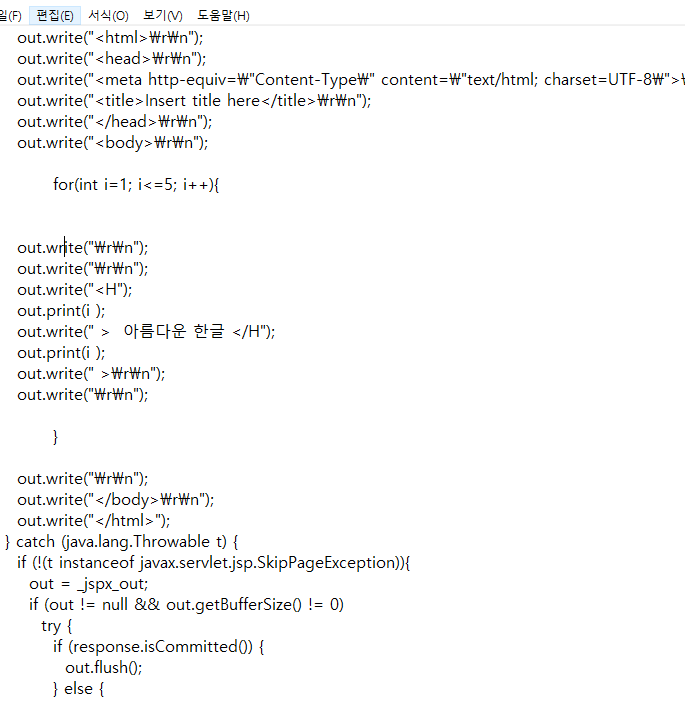 일(F) 편집(E) 서식(O) 보기(V) 도움말(H)
out.write("<html>₩r₩n");
out.write("<head>₩r₩n");
out.write("<meta http-equiv=₩"Content-Type₩" content=₩"text/html; charset=UTF-8₩">₩
out.write("<title>Insert title here</title>₩r₩n");
out.write("</head>₩r₩n");
out.write("<body>₩r₩n");
for(int i=1; i<=5; i++){
out.write("₩r₩n");
out.write("₩r₩n");
out.write("<H");
out.print(i );
out.write(" >  아름다운 한글 </H");
out.print(i );
out.write(" >₩r₩n");
out.write("₩r₩n");
}
out.write("₩r₩n");
out.write("</body>₩r₩n");
out.write("</html>");
} catch (java.lang.Throwable t) {
if (!(t instanceof javax.servlet.jsp.SkipPageException)){
out = _jspx_out;
if (out != null && out.getBufferSize() != 0)
try {
if (response.isCommitted()) {
out.flush();
} else {